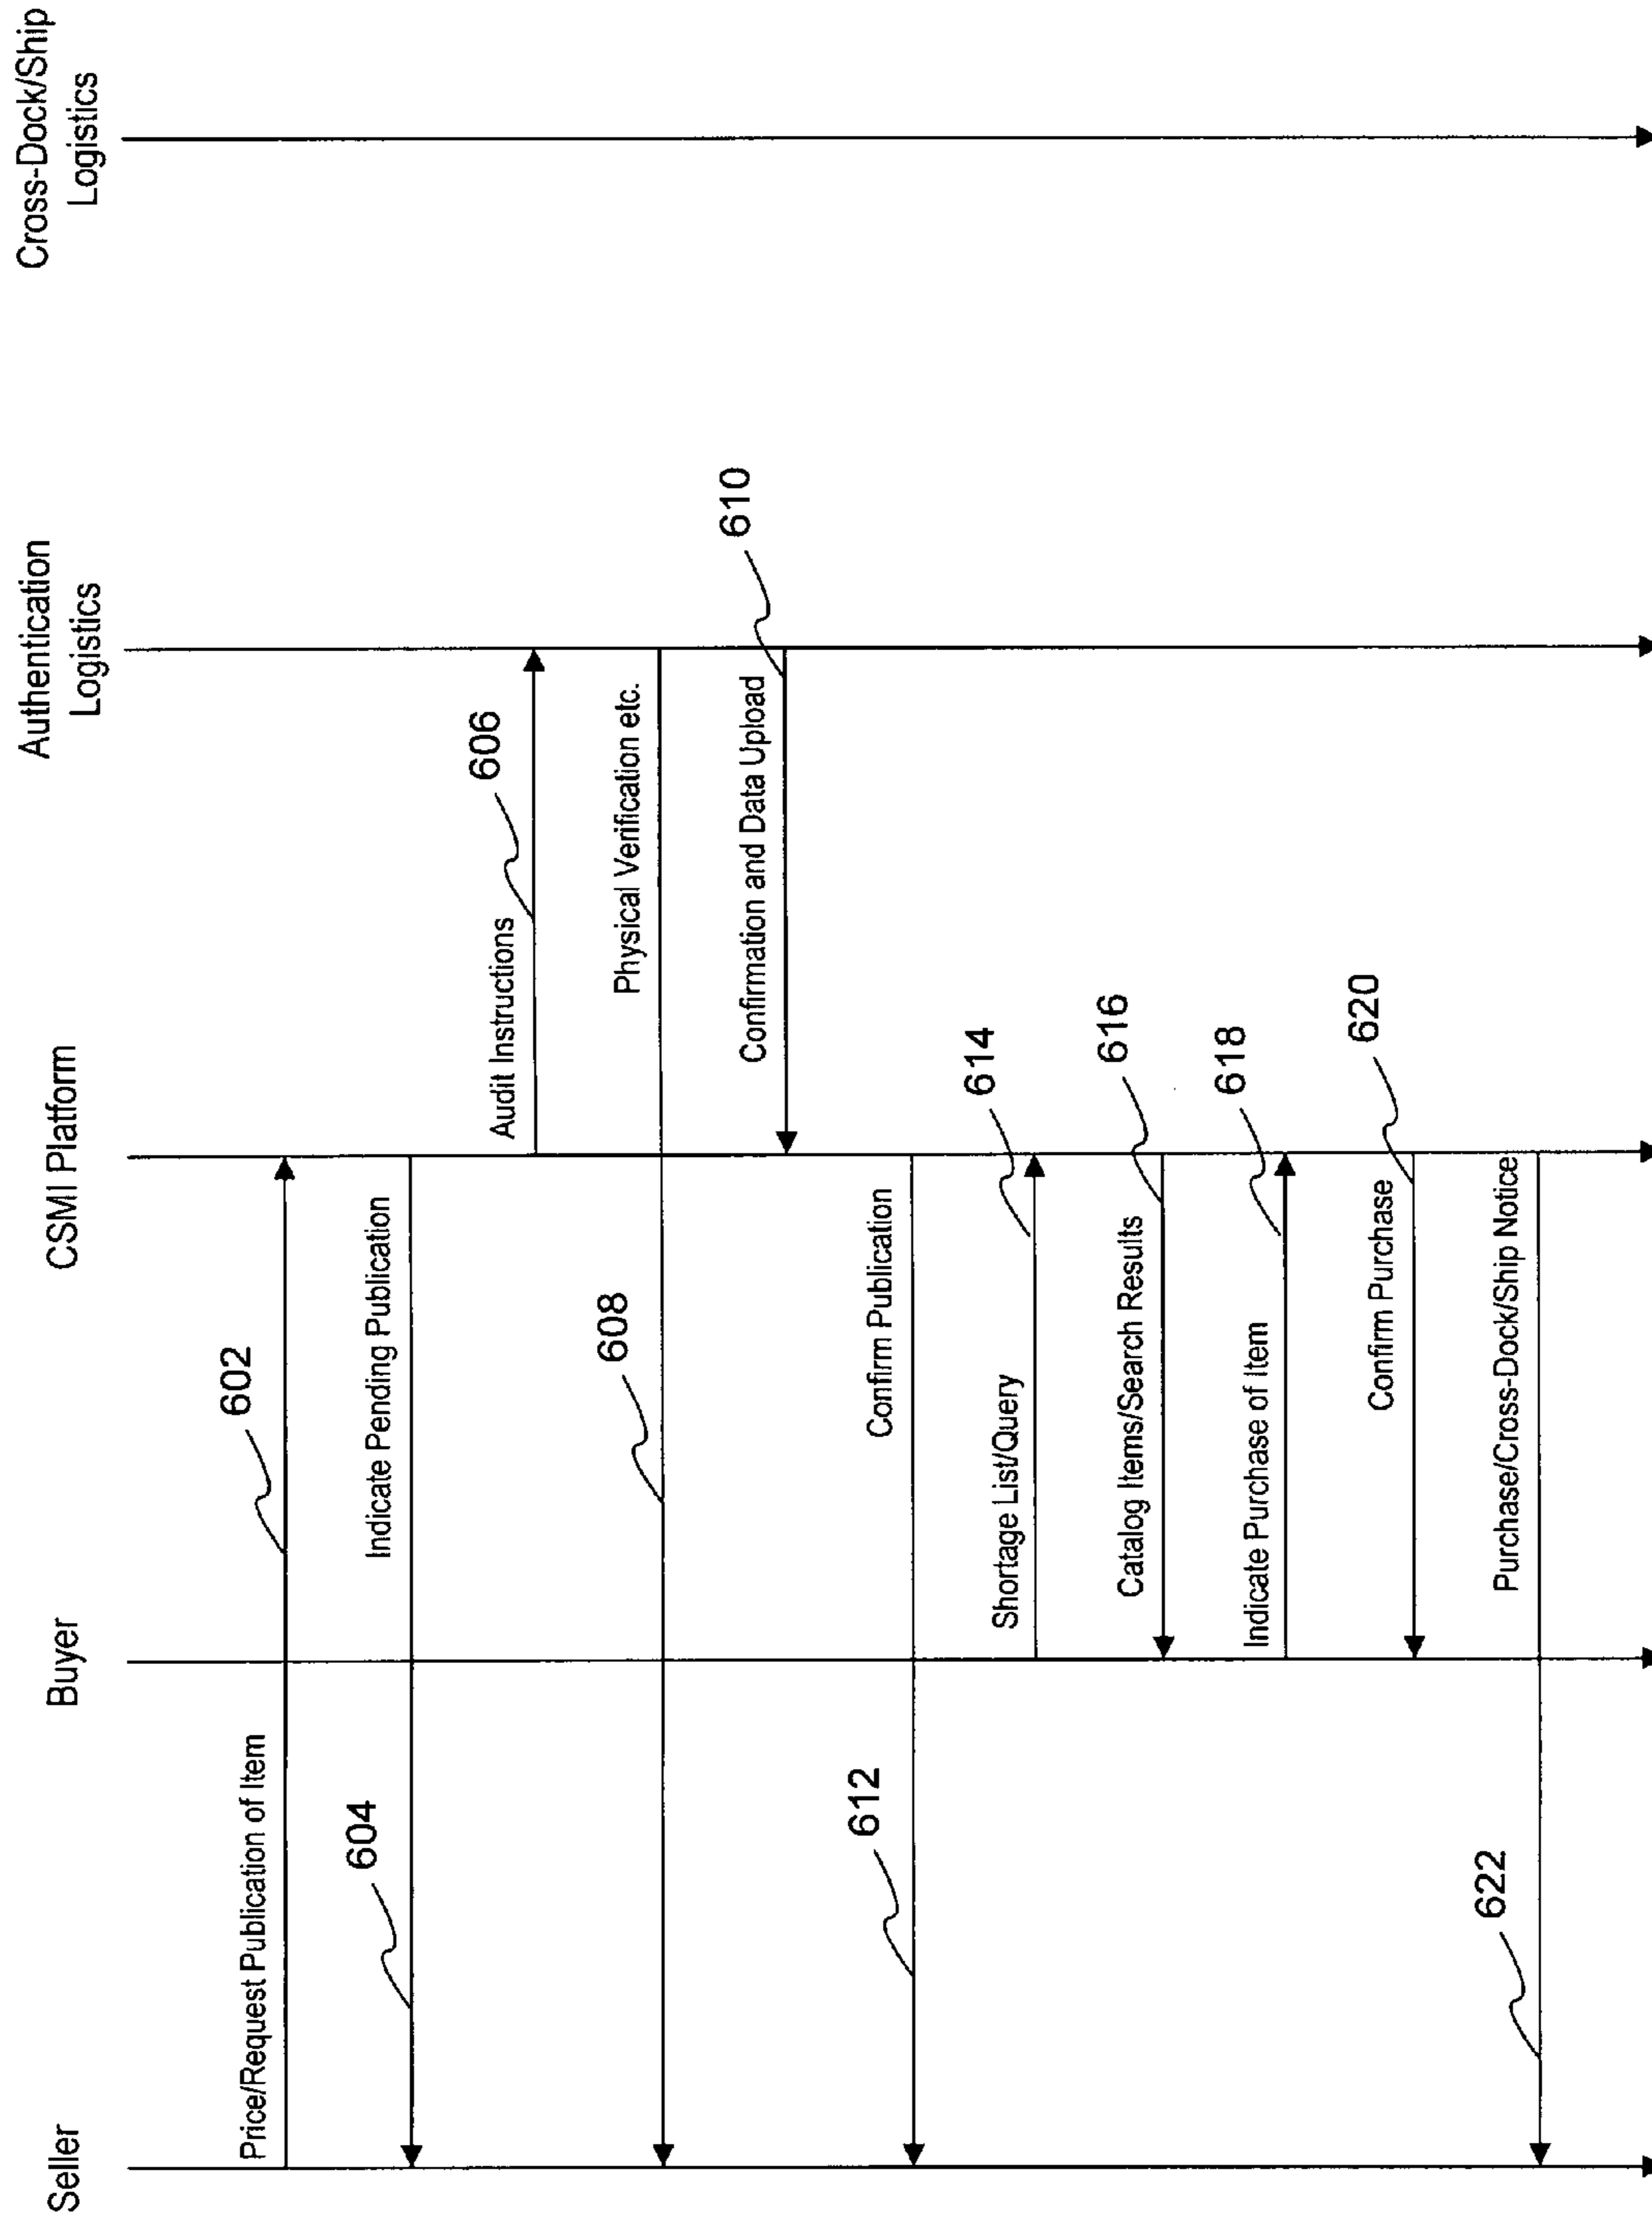 Seller
Buyer
CSMI Platform
Authentication
Logistics
Cross-Dock/Ship
Logistics
Price/Request Publication of Item
602
Indicate Pending Publication
604
Audit Instructions
606
Physical Verification etc.
608
Confirmation and Data Upload
610
Confirm Publication
612
Shortage List/Query
614
Catalog Items/Search Results
616
Indicate Purchase of Item
618
Confirm Purchase
620
Purchase/Cross-Dock/Ship Notice
622